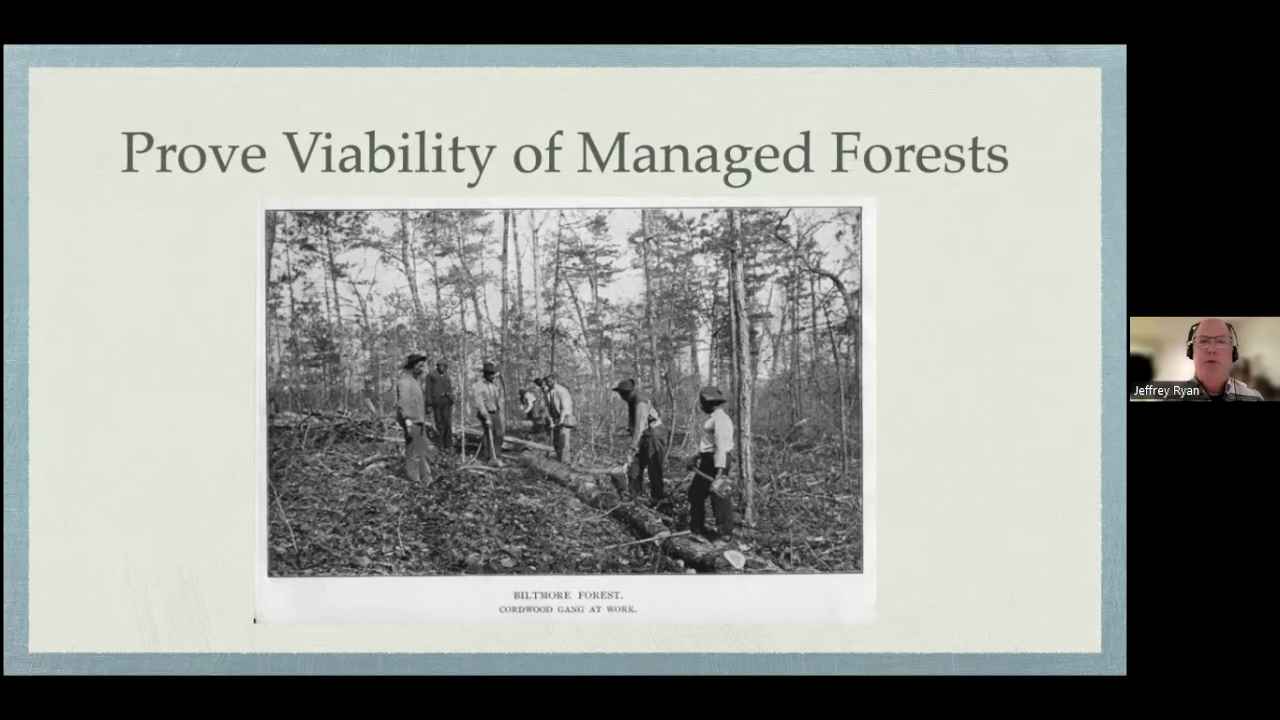 Prove Viability of Managed Forests
BILTMORE FOREST.
CORDWOOD GANG AT WORK.
Jeffrey Ryan